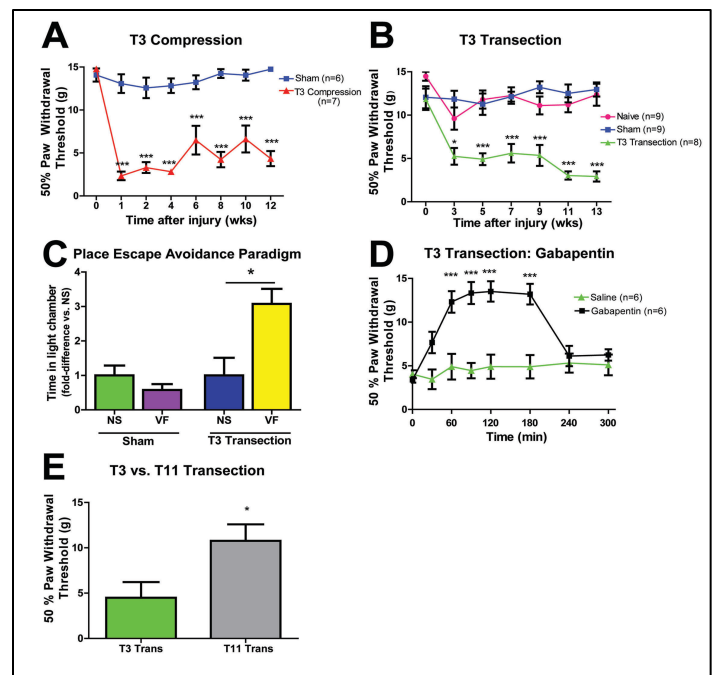 A
T3 Compression
50% Paw Withdrawal
Threshold (g)
15
10
5
0
0 1 2 4 6 8 10 12
Time after injury (wks)
Sham (n=6)
T3 Compression
(n=7)
*** *** *** *** *** *** ***
B
T3 Transection
50% Paw Withdrawal
Threshold (g)
15
10
5
0
0 3 5 7 9 11 13
Time after injury (wks)
Naive (n=9)
Sham (n=9)
T3 Transection (n=8)
* *** *** *** *** ***
C
Place Escape Avoidance Paradigm
Time in light chamber
(fold-difference vs. NS)
4
3
2
1
0
*
NS VF NS VF
Sham T3 Transection
D
T3 Transection: Gabapentin
50 % Paw Withdrawal
Threshold (g)
15
10
5
0
0 60 120 180 240 300
Time (min)
*** *** *** ***
Saline (n=6)
Gabapentin (n=6)
E
T3 vs. T11 Transection
50 % Paw Withdrawal
Threshold (g)
15
10
5
0
*
T3 Trans T11 Trans